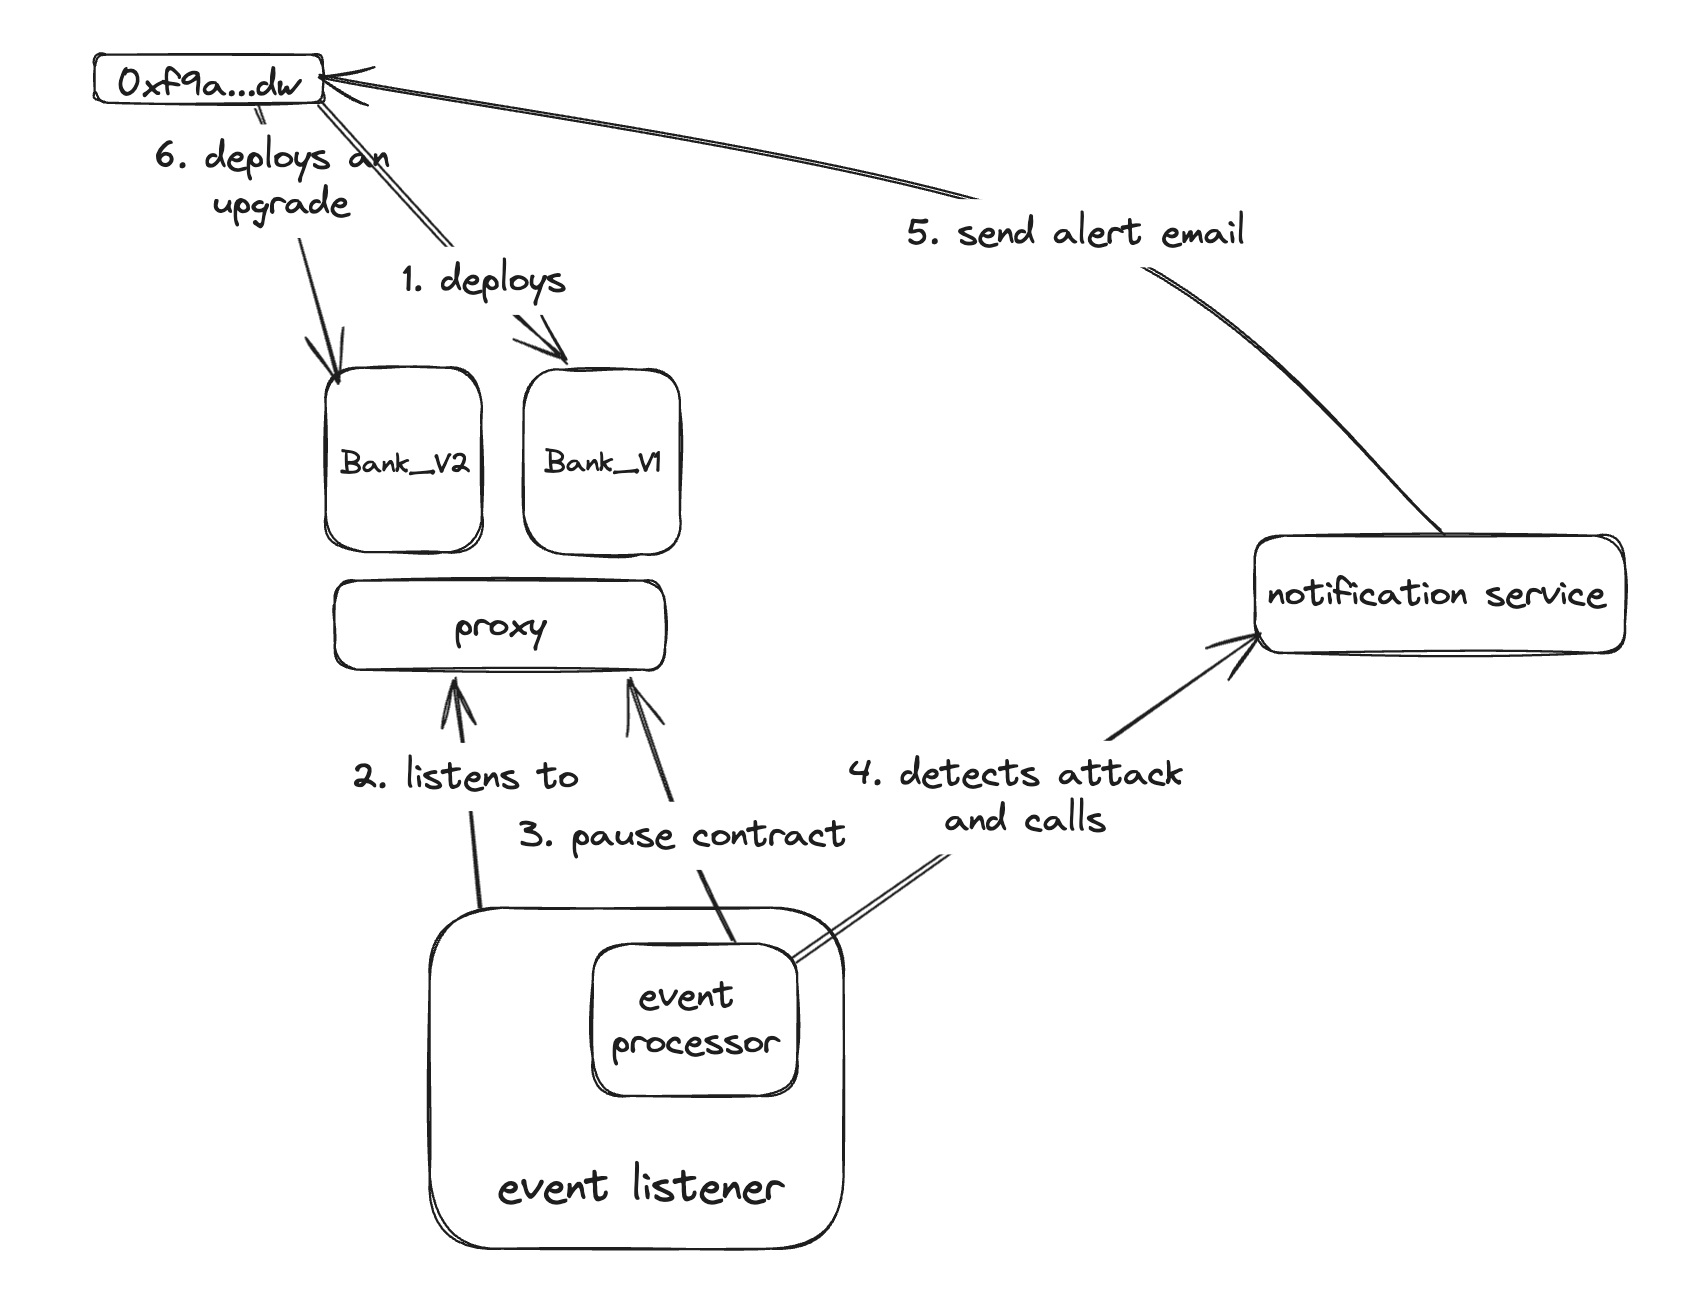 0xf9a...dw
6. deploys an
upgrade
5. send alert email
1. deploys
Bank_V2
Bank_V1
notification service
proxy
2. listens to
4. detects attack
and calls
3. pause contract
event
processor
event listener